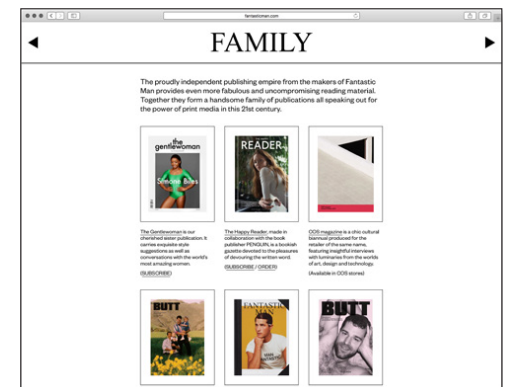 fantasticman.com
FAMILY
The proudly independent publishing empire from the makers of Fantastic
Man provides even more fabulous and uncompromising reading material.
Together they form a handsome family of publications all speaking out for
the power of print media in this 21st century.
the
gentlewoman
Simone Biles
READER
The Gentlewoman is our
cherished sister publication. It
carries exquisite style
suggestions as well as
conversations with the world's
most amazing women.
(SUBSCRIBE)
The Happy Reader, made in
collaboration with the book
publisher PENGUIN, is a bookish
gazette devoted to the pleasures
of devouring the written word.
(SUBSCRIBE / ORDER)
COS magazine is a chic cultural
biannual produced for the
retailer of the same name,
featuring insightful interviews
with luminaries from the worlds
of art, design and technology.
(Available in COS stores)
BUTT
FANTASTIC
MAN
BUTT